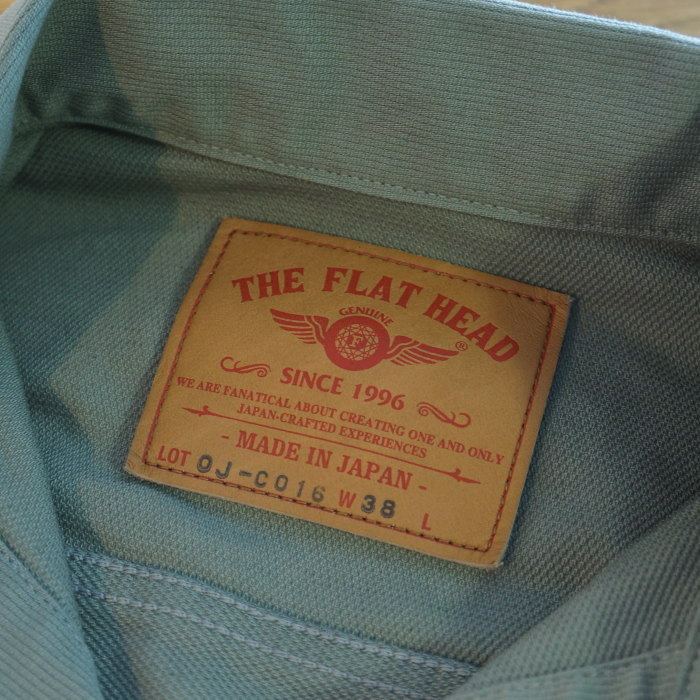 THE FLAT HEAD
GENUINE
F
®
SINCE 1996
WE ARE FANATICAL ABOUT CREATING ONE AND ONLY
JAPAN-CRAFTED EXPERIENCES
- MADE IN JAPAN -
LOT OJ-C016 W 38 L